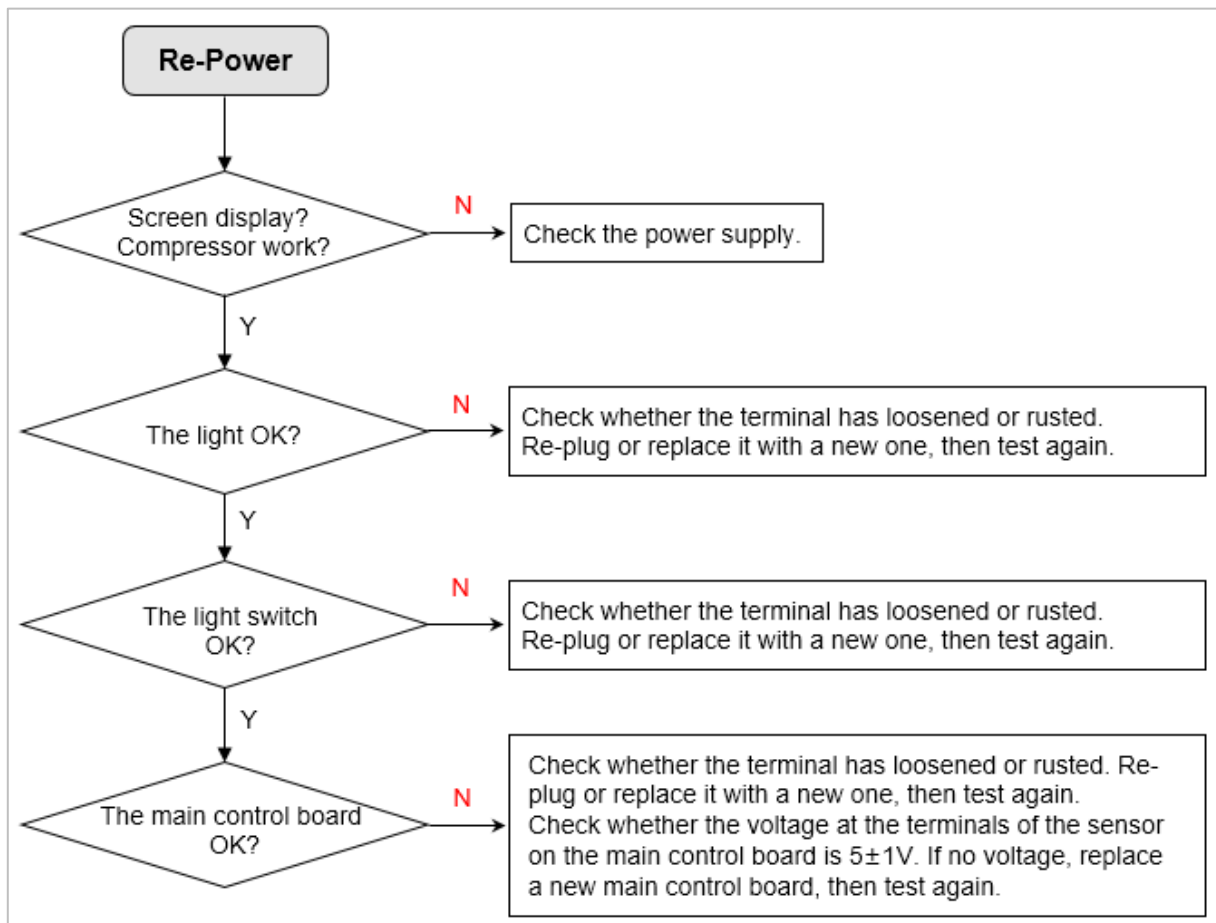 Re-Power
Screen display?
Compressor work?
N
Check the power supply.
Y
The light OK?
N
Check whether the terminal has loosened or rusted.
Re-plug or replace it with a new one, then test again.
Y
The light switch
OK?
N
Check whether the terminal has loosened or rusted.
Re-plug or replace it with a new one, then test again.
Y
The main control board
OK?
N
Check whether the terminal has loosened or rusted. Re-
plug or replace it with a new one, then test again.
Check whether the voltage at the terminals of the sensor
on the main control board is 5±1V. If no voltage, replace
a new main control board, then test again.